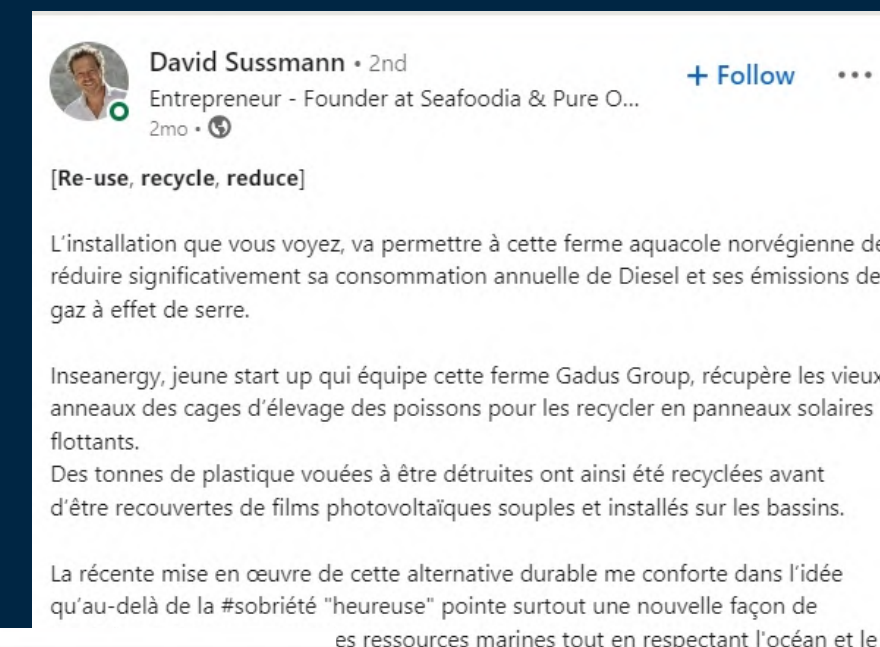 David Sussmann • 2nd
+ Follow
Entrepreneur - Founder at Seafoodia & Pure O...
2mo •
[Re-use, recycle, reduce]
L'installation que vous voyez, va permettre à cette ferme aquacole norvégienne de
réduire significativement sa consommation annuelle de Diesel et ses émissions de
gaz à effet de serre.
Inseanergy, jeune start up qui équipe cette ferme Gadus Group, récupère les vieux
anneaux des cages d'élevage des poissons pour les recycler en panneaux solaires
flottants.
Des tonnes de plastique vouées à être détruites ont ainsi été recyclées avant
d'être recouvertes de films photovoltaïques souples et installés sur les bassins.
La récente mise en œuvre de cette alternative durable me conforte dans l'idée
qu'au-delà de la #sobriété "heureuse" pointe surtout une nouvelle façon de
es ressources marines tout en respectant l'océan et le